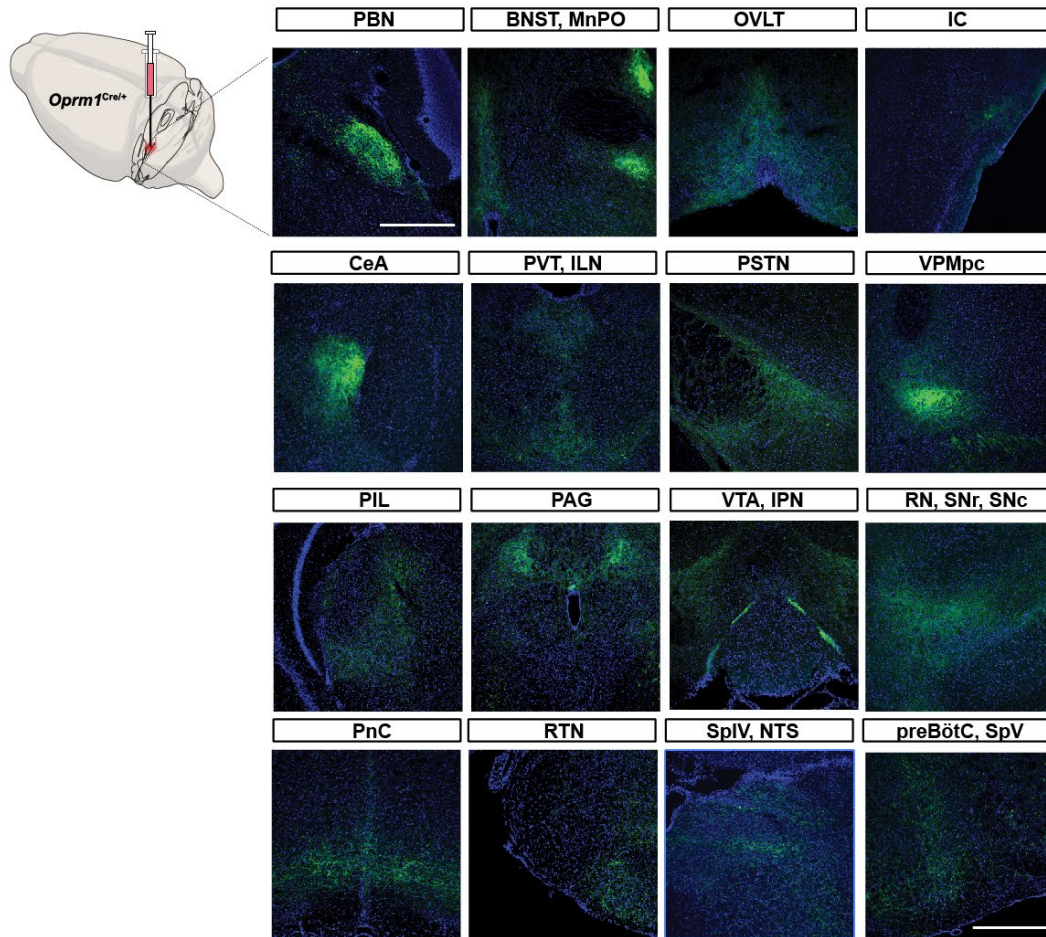 PBN
BNST, MnPO
OVLT
IC
Oprm1Cre/+
CeA
PVT, ILN
PSTN
VPMpc
PIL
PAG
VTA, IPN
RN, SNr, SNc
PnC
RTN
SpIV, NTS
preBötC, SpV